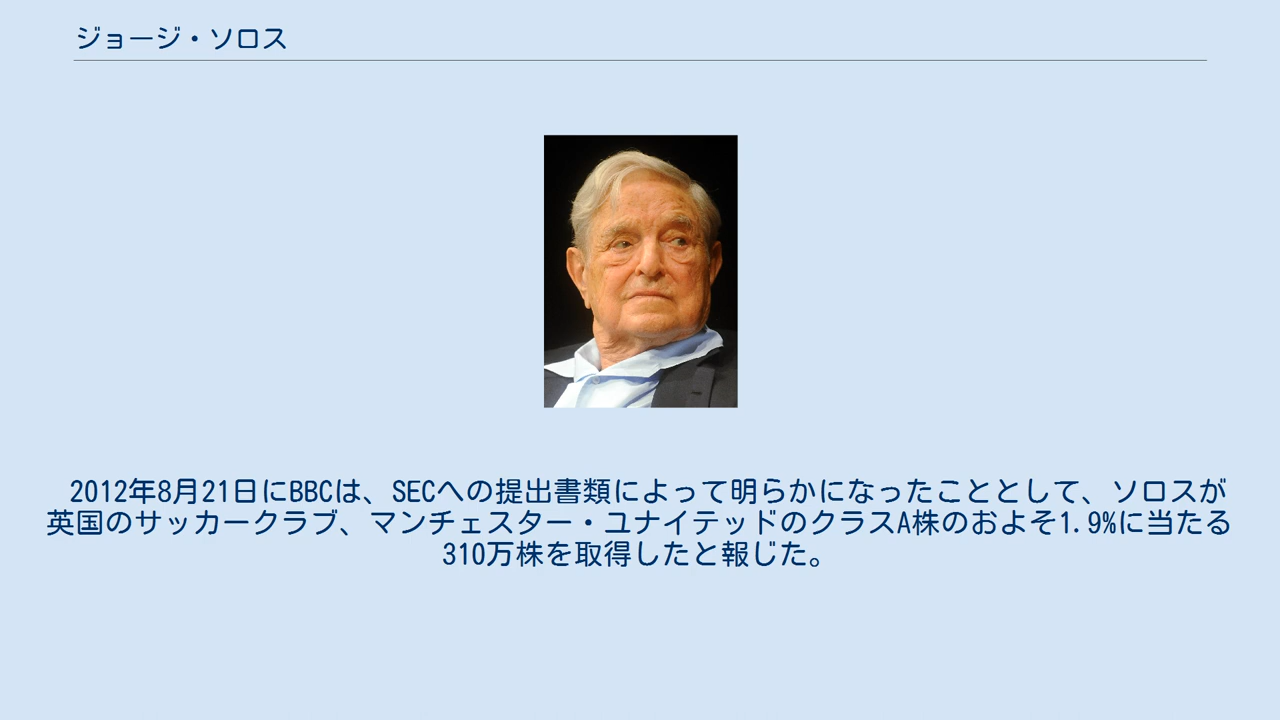 ジョージ・ソロス
2012年8月21日にBBCは、SECへの提出書類によって明らかになったこととして、ソロスが
英国のサッカークラブ、マンチェスター・ユナイテッドのクラスA株のおよそ1.9%に当たる
310万株を取得したと報じた。